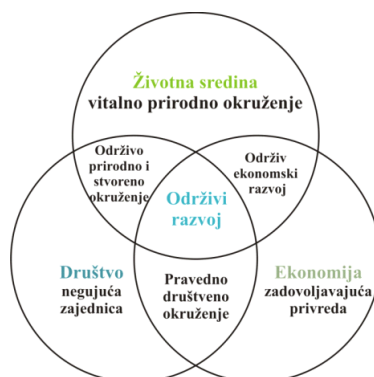 Životna sredina
vitalno prirodno okruženje
Održivo
prirodno i
stvoreno
okruženje
Održiv
ekonomski
razvoj
Održivi
razvoj
Društvo
negujuća
zajednica
Pravedno
društveno
okruženje
Ekonomija
zadovoljavajuća
privreda